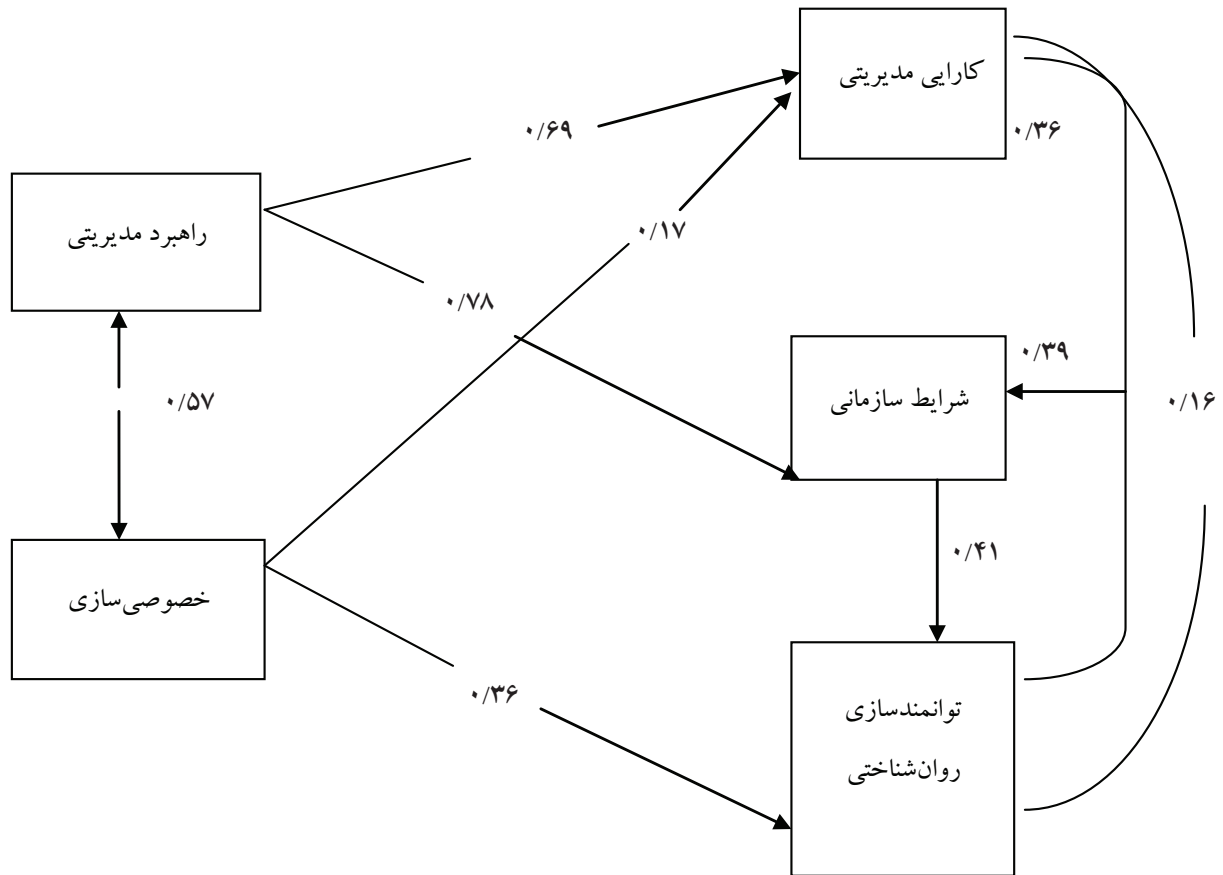 کارایی مدیریتی
۰/۳۶
۰/۶۹
راهبرد مدیریتی
۰/۱۷
۰/۷۸
۰/۳۹
شرایط سازمانی
۰/۱۶
۰/۵۷
۰/۴۱
خصوصی‌سازی
۰/۳۶
توانمندسازی
روان‌شناختی